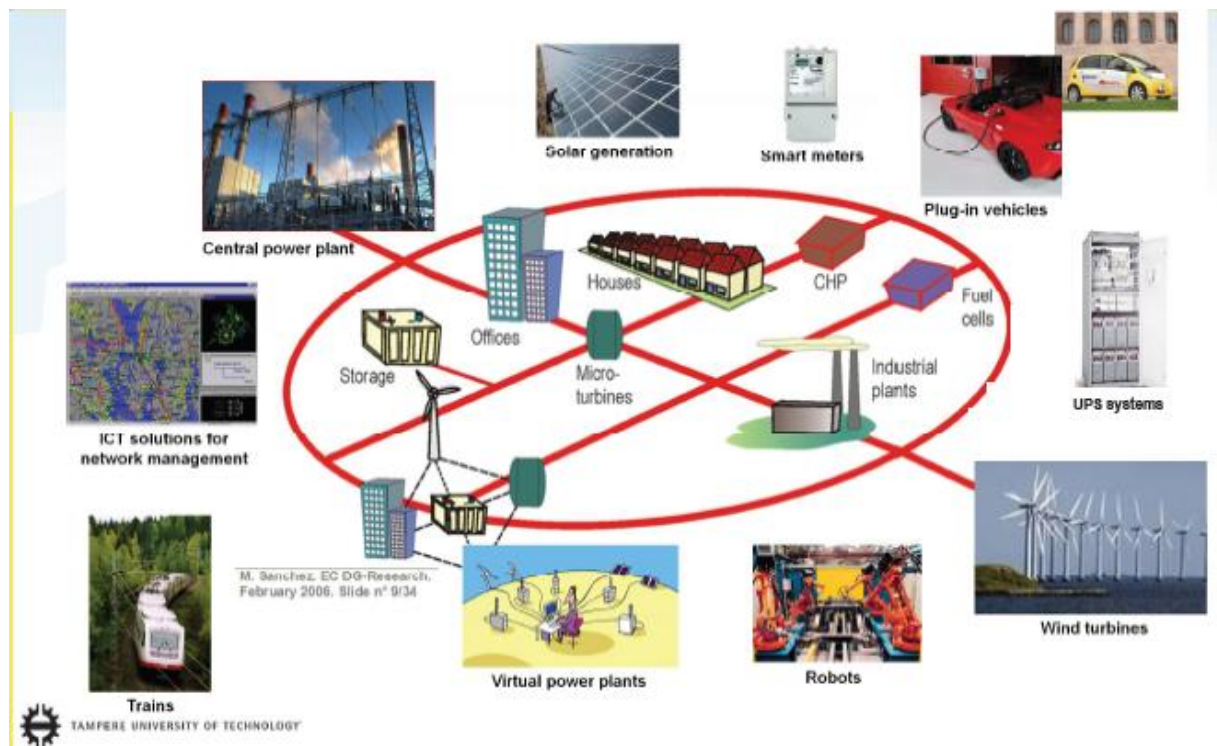 Solar generation
Smart meters
Plug-in vehicles
Central power plant
Houses
CHP
Fuel
cells
Offices
Storage
Micro-
turbines
Industrial
plants
UPS systems
ICT solutions for
network management
M. Sanchez. EC DG-Research,
February 2006. Slide n° 9/34
Wind turbines
Virtual power plants
Robots
Trains
TAMPERE UNIVERSITY OF TECHNOLOGY